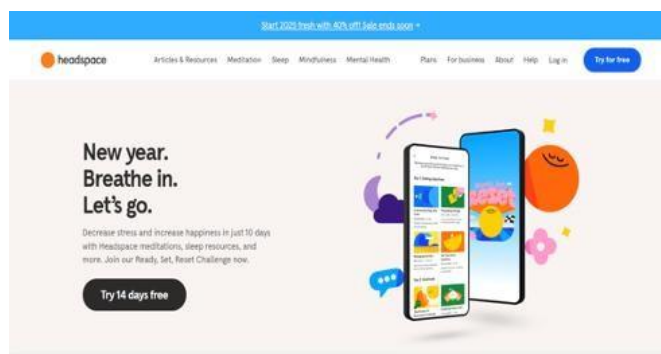 Start 2025 fresh with 40% off! Sale ends soon →
headspace
Articles & Resources Meditation Sleep Mindfulness Mental Health Plans For business About Help Log in Try for free
New year.
Breathe in.
Let's go.
Decrease stress and increase happiness in just 10 days
with Headspace meditations, sleep resources, and
more. Join our Ready, Set, Reset Challenge now.
Try 14 days free
reset